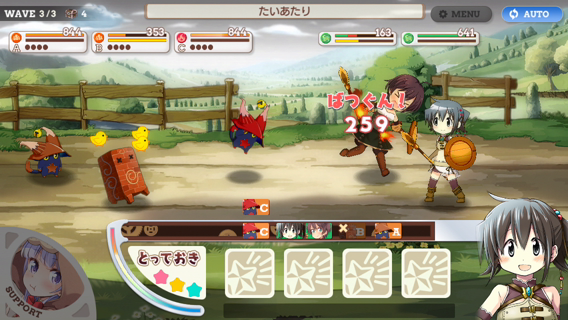 WAVE 3/3
4
たいあたり
MENU
AUTO
844
353
844
A
B
C
163
641
ばつぐん!
259
C
C
B
A
とっておき
SUPPORT